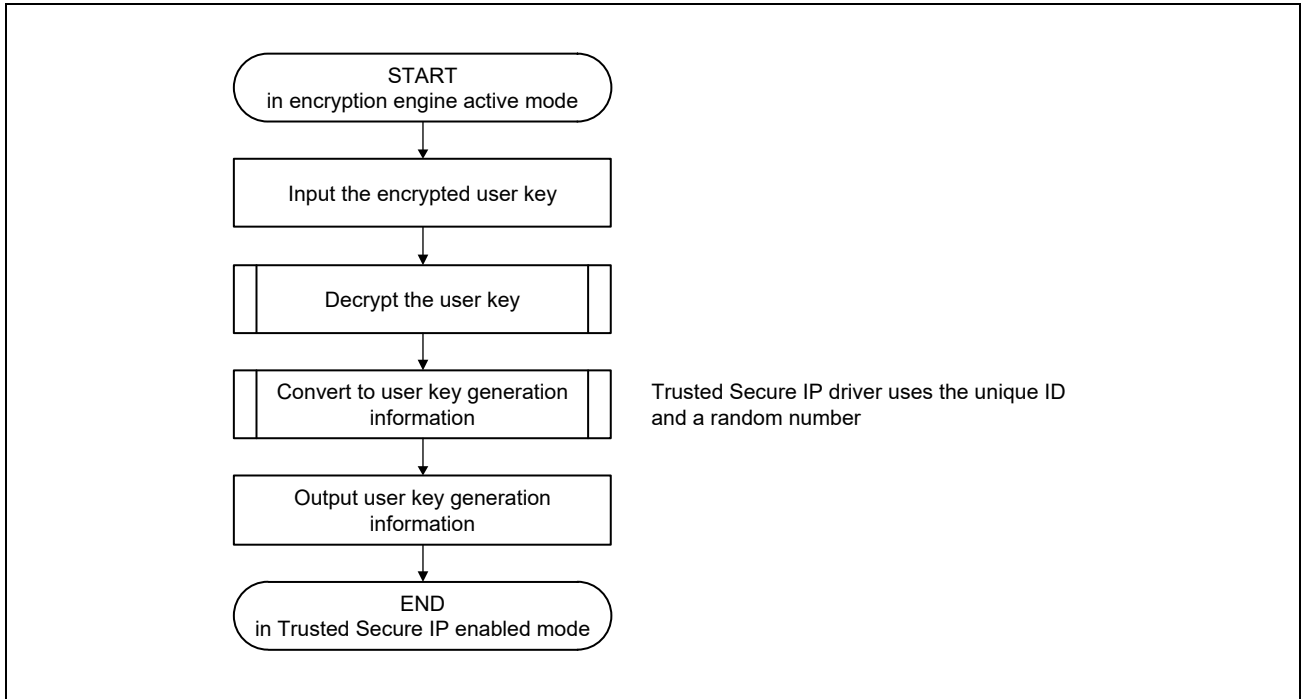 START
in encryption engine active mode
Input the encrypted user key
Decrypt the user key
Convert to user key generation
information
Trusted Secure IP driver uses the unique ID
and a random number
Output user key generation
information
END
in Trusted Secure IP enabled mode